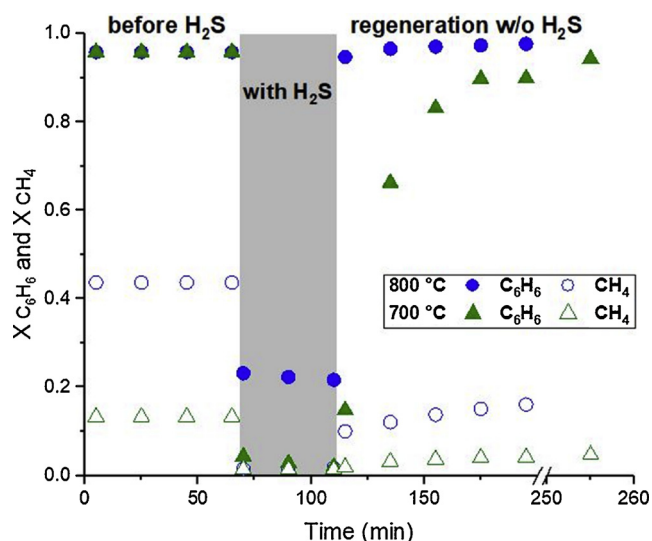 before H₂S
regeneration w/o H₂S
with H₂S
X C₆H₆ and X CH₄
1.0
0.8
0.6
0.4
0.2
0.0
800 °C C₆H₆ CH₄
700 °C C₆H₆ CH₄
0 50 100 150 250 260
Time (min)